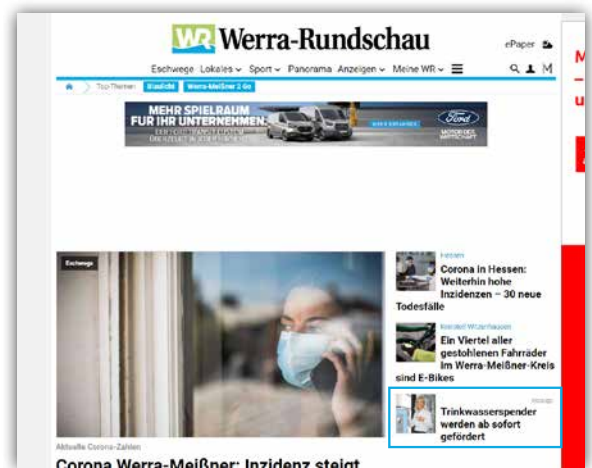 WR Werra-Rundschau
ePaper
Eschwege Lokales Sport Panorama Anzeigen Meine WR
Top-Themen: Blaulicht Werra-Meißner 2 Go
MEHR SPIELRAUM
FÜR IHR UNTERNEHMEN.
Ford
Eschwege
Hessen
Corona in Hessen:
Weiterhin hohe
Inzidenzen – 30 neue
Todesfälle
Ein Viertel aller
gestohlenen Fahrräder
im Werra-Meißner-Kreis
sind E-Bikes
Anzeige
Trinkwasserspender
werden ab sofort
gefördert
Aktuelle Corona-Zahlen
Corona Werra-Meißner: Inzidenz steigt
M
u